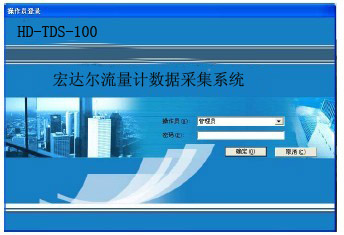 操作员登录
HD-TDS-100
宏达尔流量计数据采集系统
操作员(U): 管理员
密码(P):
确定(O) 取消(C)